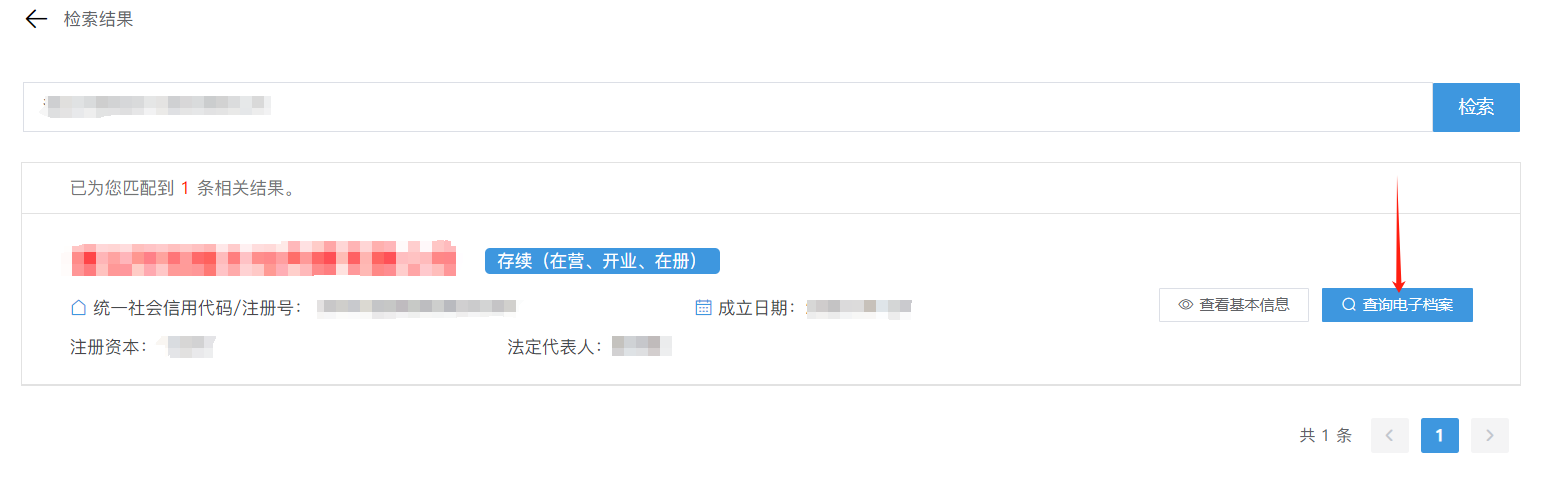 检索结果
检索
已为您匹配到 1 条相关结果。
存续（在营、开业、在册）
统一社会信用代码/注册号： 成立日期： 查看基本信息 查询电子档案
注册资本： 法定代表人：
共 1 条 1